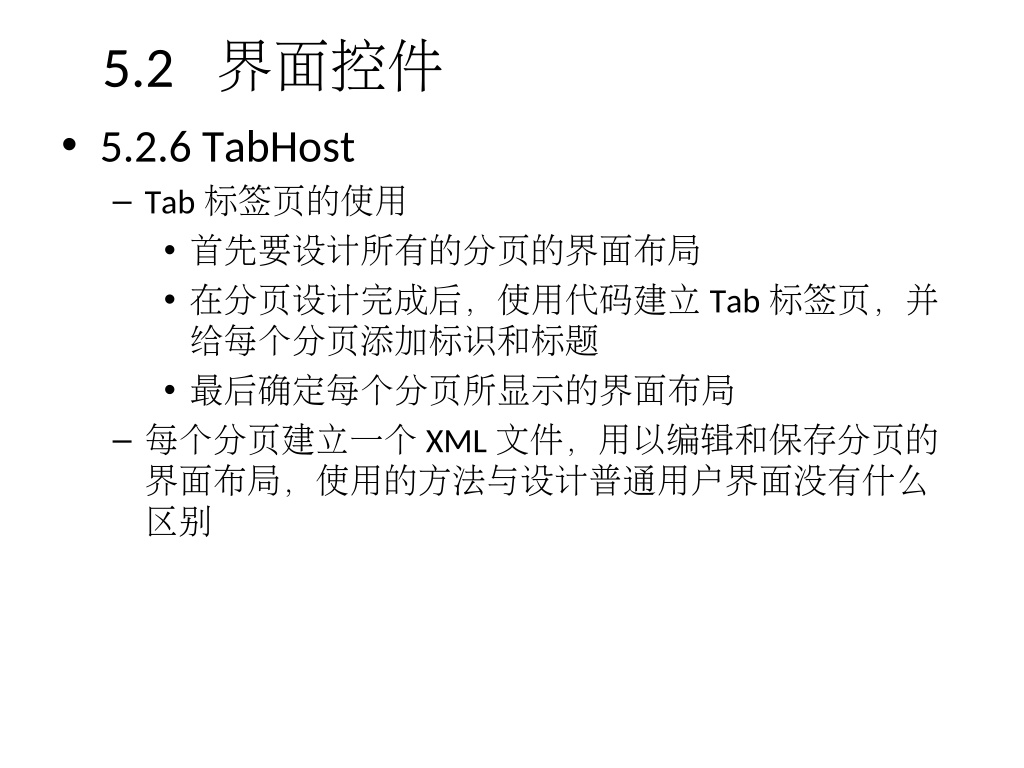 5.2 界面控件
• 5.2.6 TabHost
– Tab 标签页的使用
• 首先要设计所有的分页的界面布局
• 在分页设计完成后，使用代码建立 Tab 标签页，并
给每个分页添加标识和标题
• 最后确定每个分页所显示的界面布局
– 每个分页建立一个 XML 文件，用以编辑和保存分页的
界面布局，使用的方法与设计普通用户界面没有什么
区别